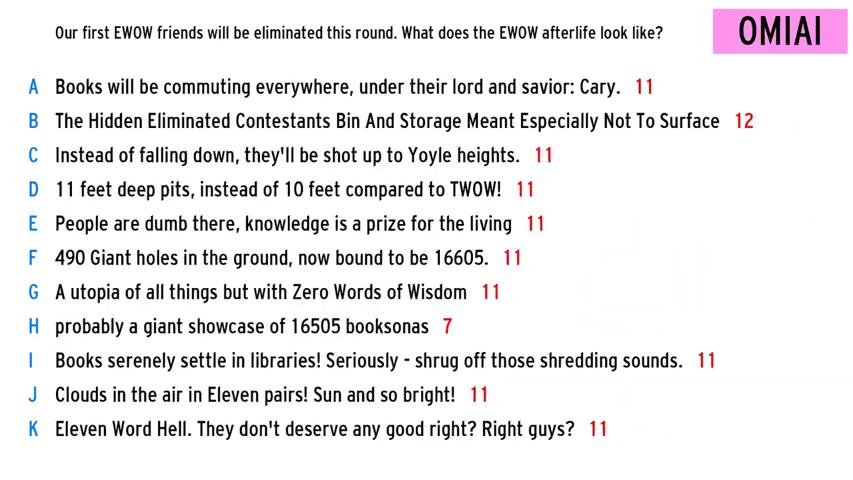 Our first EWOW friends will be eliminated this round. What does the EWOW afterlife look like?
OMIAI
A Books will be commuting everywhere, under their lord and savior: Cary. 11
B The Hidden Eliminated Contestants Bin And Storage Meant Especially Not To Surface 12
C Instead of falling down, they'll be shot up to Yoyle heights. 11
D 11 feet deep pits, instead of 10 feet compared to TWOW! 11
E People are dumb there, knowledge is a prize for the living 11
F 490 Giant holes in the ground, now bound to be 16605. 11
G A utopia of all things but with Zero Words of Wisdom 11
H probably a giant showcase of 16505 booksonas 7
I Books serenely settle in libraries! Seriously - shrug off those shredding sounds. 11
J Clouds in the air in Eleven pairs! Sun and so bright! 11
K Eleven Word Hell. They don't deserve any good right? Right guys? 11